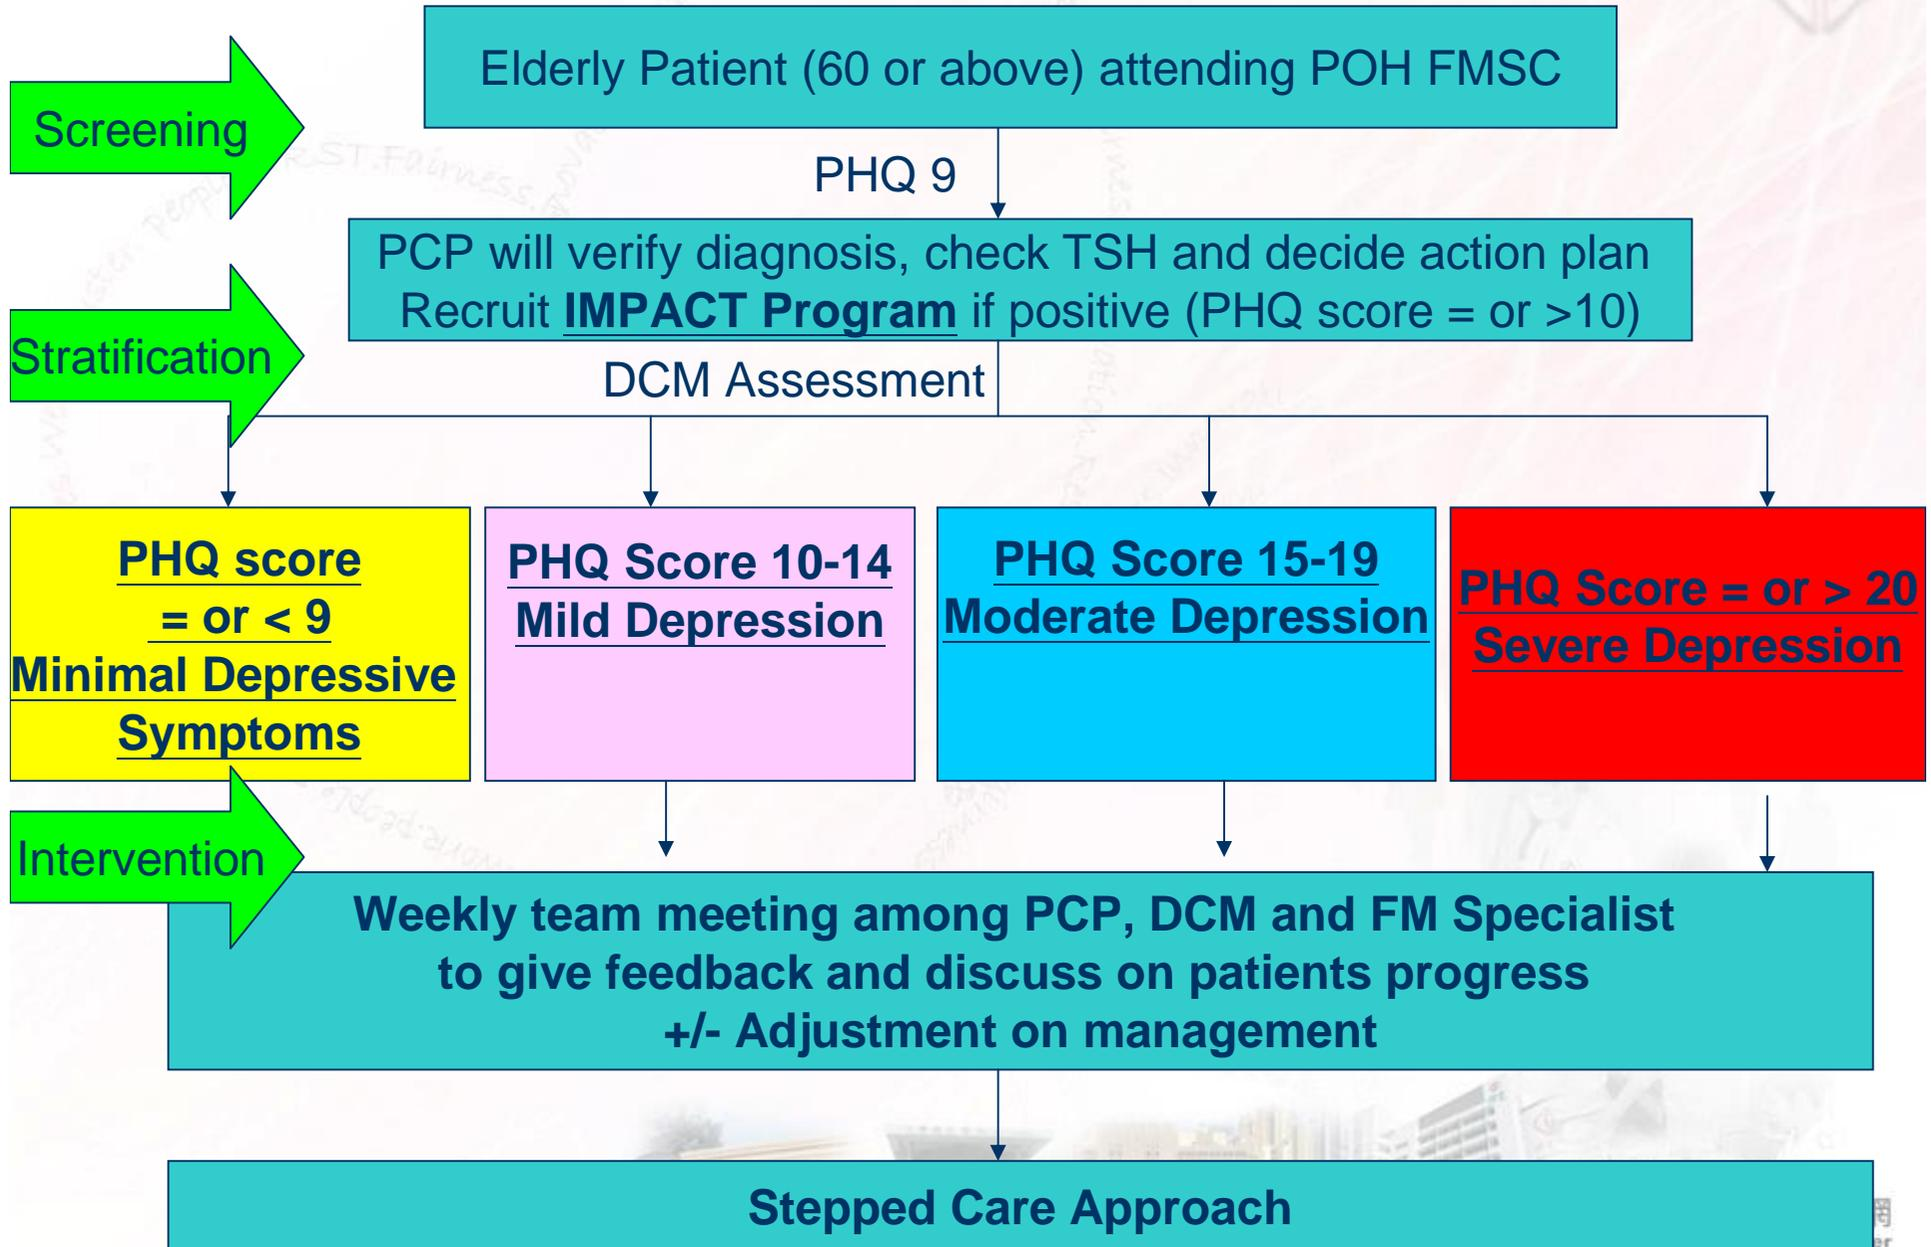 Elderly Patient (60 or above) attending POH FMSC
Screening
PHQ 9
PCP will verify diagnosis, check TSH and decide action plan
Recruit IMPACT Program if positive (PHQ score = or >10)
Stratification
DCM Assessment
PHQ score
= or < 9
Minimal Depressive
Symptoms
PHQ Score 10-14
Mild Depression
PHQ Score 15-19
Moderate Depression
PHQ Score = or > 20
Severe Depression
Intervention
Weekly team meeting among PCP, DCM and FM Specialist
to give feedback and discuss on patients progress
+/- Adjustment on management
Stepped Care Approach